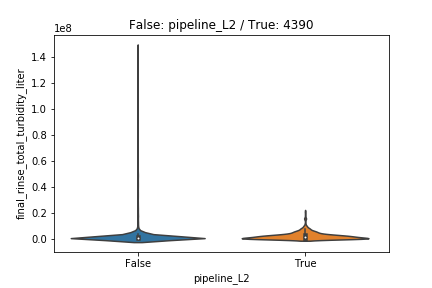 False: pipeline_L2 / True: 4390
1e8
1.4
1.2
1.0
0.8
0.6
0.4
0.2
0.0
final_rinse_total_turbidity_liter
False
True
pipeline_L2